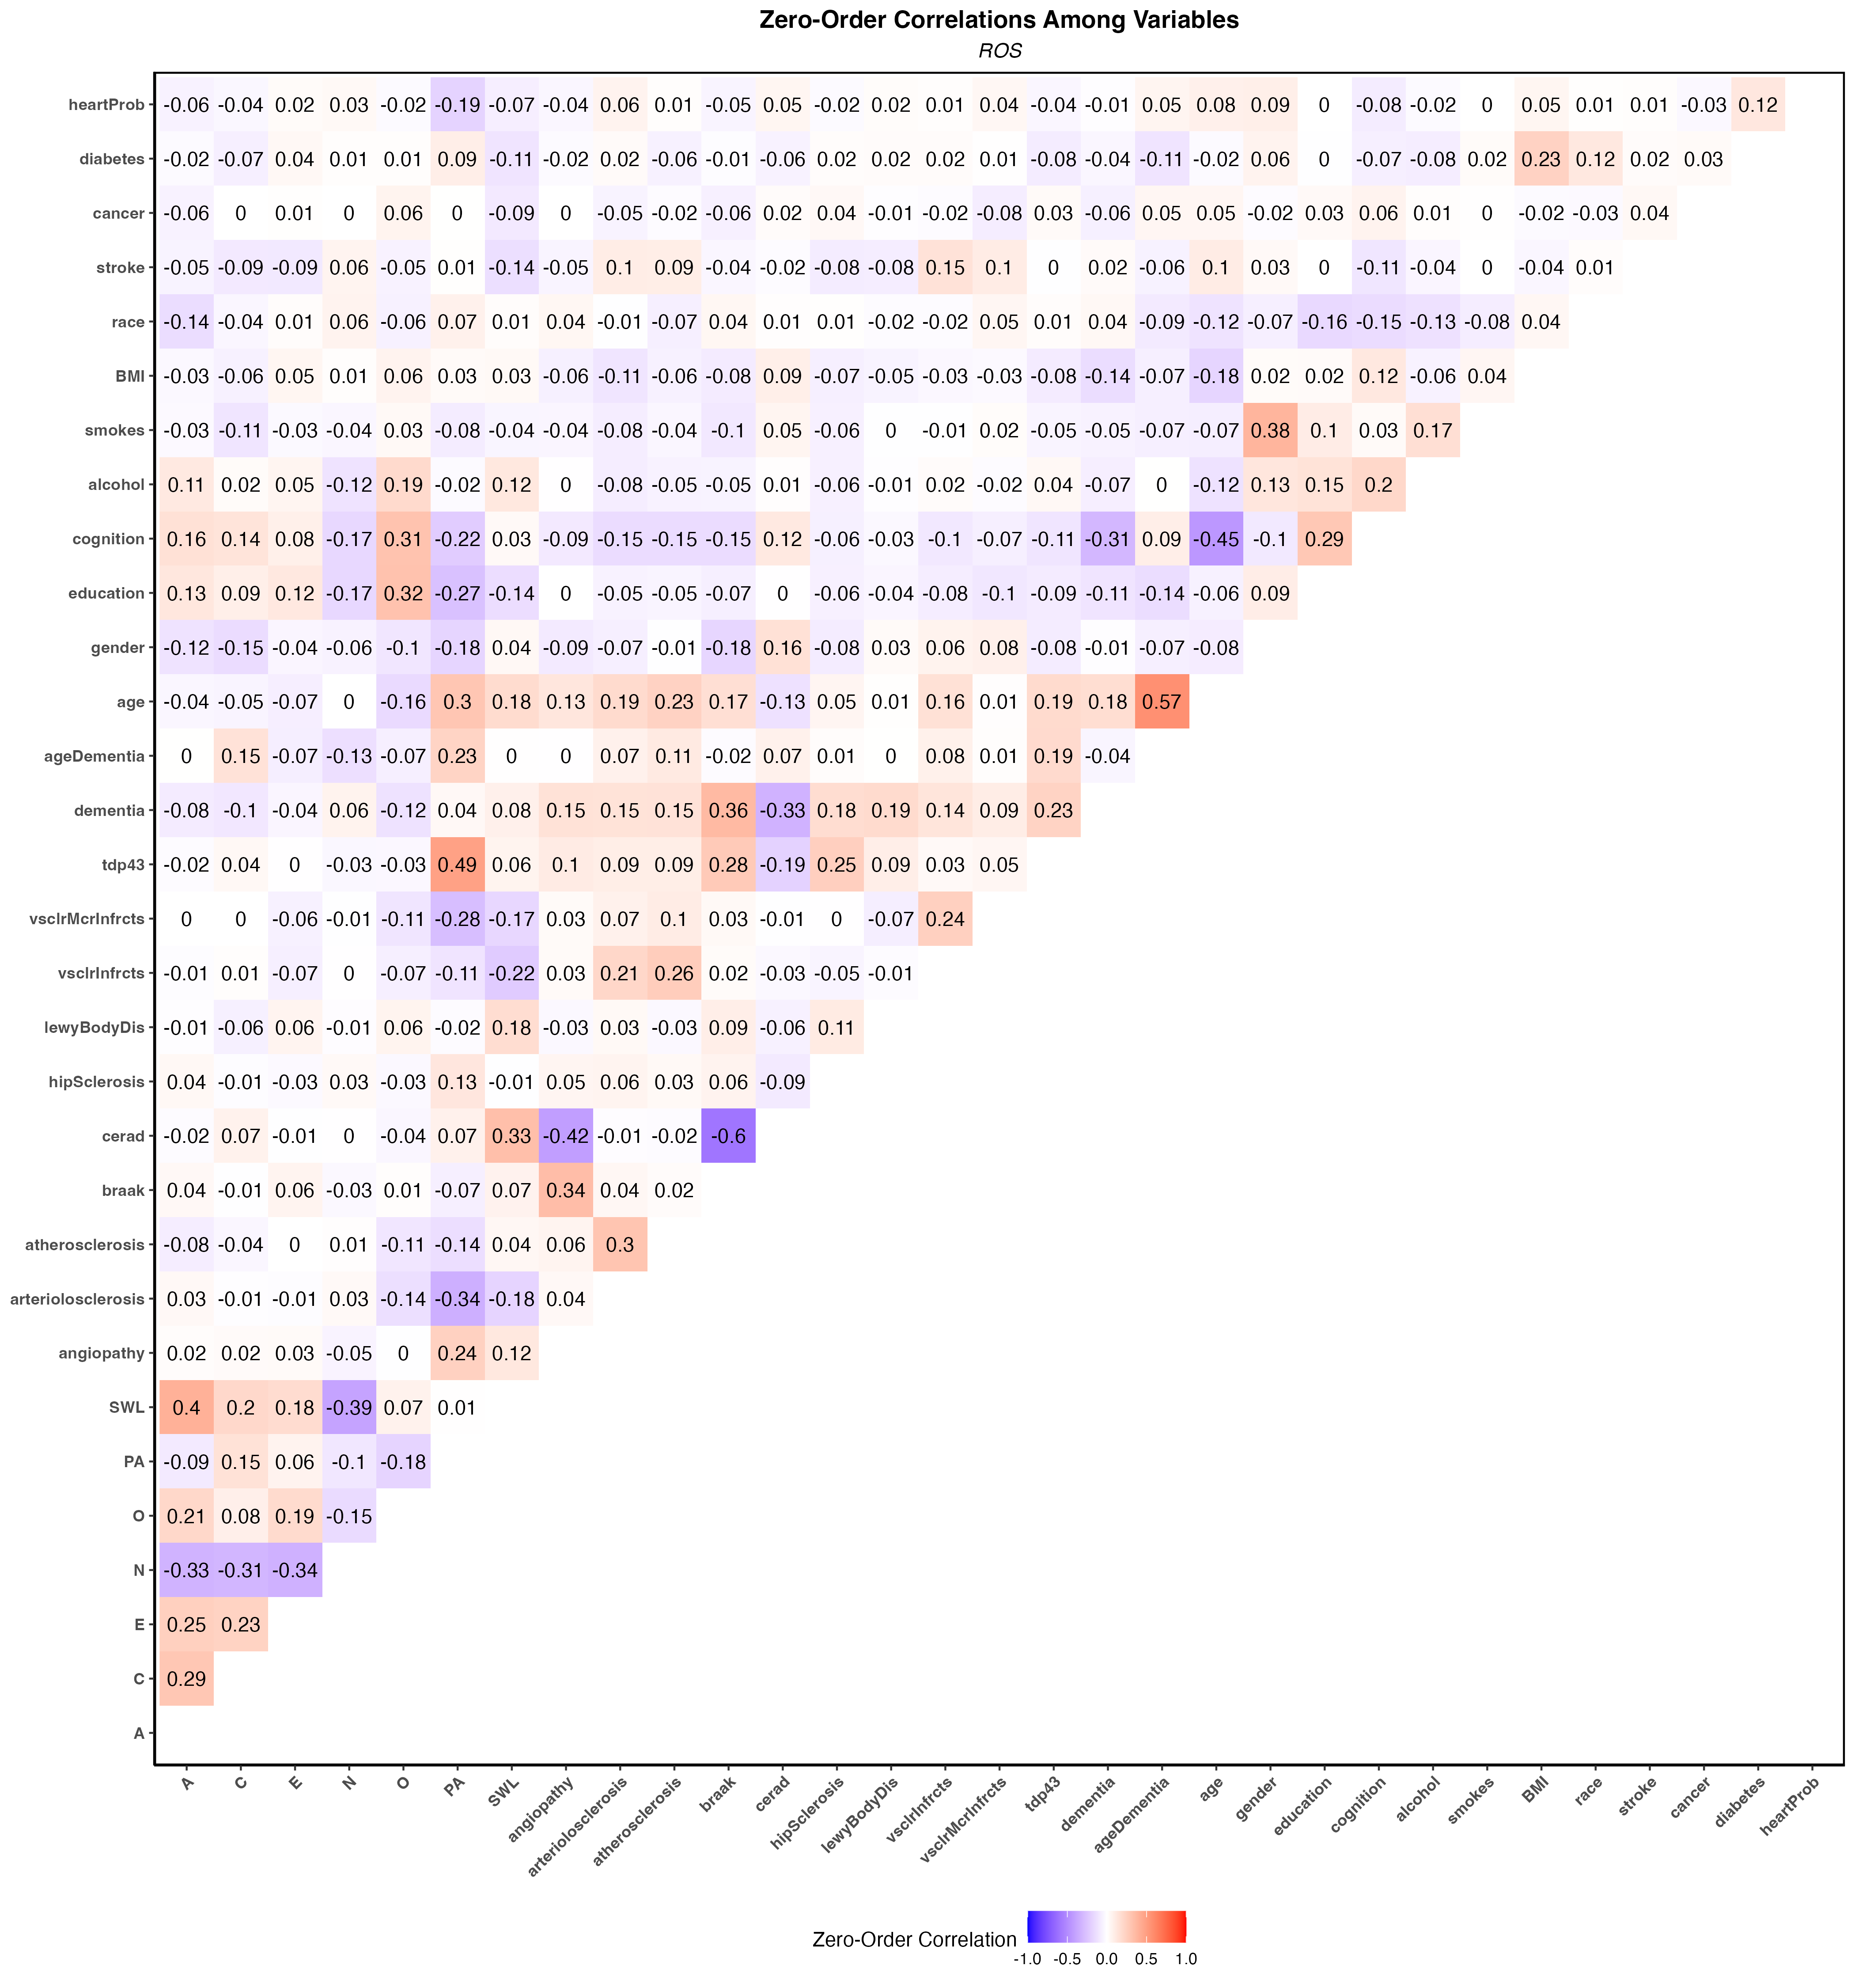 Zero-Order Correlations Among Variables
ROS
heartProb -0.06 -0.04 0.02 0.03 -0.02 -0.19 -0.07 -0.04 0.06 0.01 -0.05 0.05 -0.02 0.02 0.01 0.04 -0.04 -0.01 0.05 0.08 0.09 0 -0.08 -0.02 0 0.05 0.01 0.01 -0.03 0.12
diabetes -0.02 -0.07 0.04 0.01 0.01 0.09 -0.11 -0.02 0.02 -0.06 -0.01 -0.06 0.02 0.02 0.02 0.01 -0.08 -0.04 -0.11 -0.02 0.06 0 -0.07 -0.08 0.02 0.23 0.12 0.02 0.03
cancer -0.06 0 0.01 0 0.06 0 -0.09 0 -0.05 -0.02 -0.06 0.02 0.04 -0.01 -0.02 -0.08 0.03 -0.06 0.05 0.05 -0.02 0.03 0.06 0.01 0 -0.02 -0.03 0.04
stroke -0.05 -0.09 -0.09 0.06 -0.05 0.01 -0.14 -0.05 0.1 0.09 -0.04 -0.02 -0.08 -0.08 0.15 0.1 0 0.02 -0.06 0.1 0.03 0 -0.11 -0.04 0 -0.04 0.01
race -0.14 -0.04 0.01 0.06 -0.06 0.07 0.01 0.04 -0.01 -0.07 0.04 0.01 0.01 -0.02 -0.02 0.05 0.01 0.04 -0.09 -0.12 -0.07 -0.16 -0.15 -0.13 -0.08 0.04
BMI -0.03 -0.06 0.05 0.01 0.06 0.03 0.03 -0.06 -0.11 -0.06 -0.08 0.09 -0.07 -0.05 -0.03 -0.03 -0.08 -0.14 -0.07 -0.18 0.02 0.02 0.12 -0.06 0.04
smokes -0.03 -0.11 -0.03 -0.04 0.03 -0.08 -0.04 -0.04 -0.08 -0.04 -0.1 0.05 -0.06 0 -0.01 0.02 -0.05 -0.05 -0.07 -0.07 0.38 0.1 0.03 0.17
alcohol 0.11 0.02 0.05 -0.12 0.19 -0.02 0.12 0 -0.08 -0.05 -0.05 0.01 -0.06 -0.01 0.02 -0.02 0.04 -0.07 0 -0.12 0.13 0.15 0.2
cognition 0.16 0.14 0.08 -0.17 0.31 -0.22 0.03 -0.09 -0.15 -0.15 -0.15 0.12 -0.06 -0.03 -0.1 -0.07 -0.11 -0.31 0.09 -0.45 -0.1 0.29
education 0.13 0.09 0.12 -0.17 0.32 -0.27 -0.14 0 -0.05 -0.05 -0.07 0 -0.06 -0.04 -0.08 -0.1 -0.09 -0.11 -0.14 -0.06 0.09
gender -0.12 -0.15 -0.04 -0.06 -0.1 -0.18 0.04 -0.09 -0.07 -0.01 -0.18 0.16 -0.08 0.03 0.06 0.08 -0.08 -0.01 -0.07 -0.08
age -0.04 -0.05 -0.07 0 -0.16 0.3 0.18 0.13 0.19 0.23 0.17 -0.13 0.05 0.01 0.16 0.01 0.19 0.18 0.57
ageDementia 0 0.15 -0.07 -0.13 -0.07 0.23 0 0 0.07 0.11 -0.02 0.07 0.01 0 0.08 0.01 0.19 -0.04
dementia -0.08 -0.1 -0.04 0.06 -0.12 0.04 0.08 0.15 0.15 0.15 0.36 -0.33 0.18 0.19 0.14 0.09 0.23
tdp43 -0.02 0.04 0 -0.03 -0.03 0.49 0.06 0.1 0.09 0.09 0.28 -0.19 0.25 0.09 0.03 0.05
vsclrMcrInfrcts 0 0 -0.06 -0.01 -0.11 -0.28 -0.17 0.03 0.07 0.1 0.03 -0.01 0 -0.07 0.24
vsclrInfrcts -0.01 0.01 -0.07 0 -0.07 -0.11 -0.22 0.03 0.21 0.26 0.02 -0.03 -0.05 -0.01
lewyBodyDis -0.01 -0.06 0.06 -0.01 0.06 -0.02 0.18 -0.03 0.03 -0.03 0.09 -0.06 0.11
hipSclerosis 0.04 -0.01 -0.03 0.03 -0.03 0.13 -0.01 0.05 0.06 0.03 0.06 -0.09
cerad -0.02 0.07 -0.01 0 -0.04 0.07 0.33 -0.42 -0.01 -0.02 -0.6
braak 0.04 -0.01 0.06 -0.03 0.01 -0.07 0.07 0.34 0.04 0.02
atherosclerosis -0.08 -0.04 0 0.01 -0.11 -0.14 0.04 0.06 0.3
arteriolosclerosis 0.03 -0.01 -0.01 0.03 -0.14 -0.34 -0.18 0.04
angiopathy 0.02 0.02 0.03 -0.05 0 0.24 0.12
SWL 0.4 0.2 0.18 -0.39 0.07 0.01
PA -0.09 0.15 0.06 -0.1 -0.18
O 0.21 0.08 0.19 -0.15
N -0.33 -0.31 -0.34
E 0.25 0.23
C 0.29
A
A C E N O PA SWL angiopathy arteriolosclerosis atherosclerosis braak cerad hipSclerosis lewyBodyDis vsclrInfrcts vsclrMcrInfrcts tdp43 dementia ageDementia age gender education cognition alcohol smokes BMI race stroke cancer diabetes heartProb
Zero-Order Correlation
-1.0 -0.5 0.0 0.5 1.0